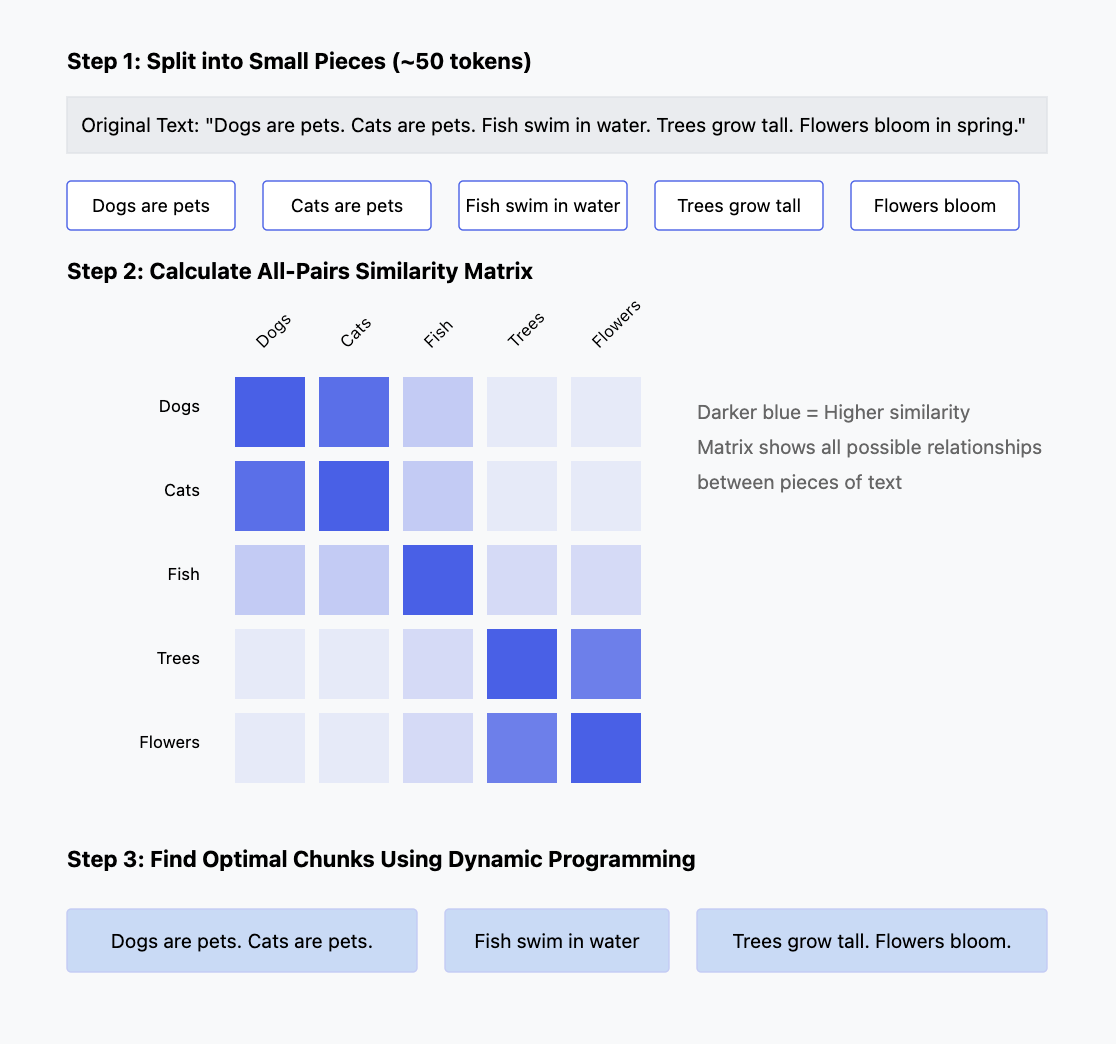 Step 1: Split into Small Pieces (~50 tokens)
Original Text: "Dogs are pets. Cats are pets. Fish swim in water. Trees grow tall. Flowers bloom in spring."
Dogs are pets
Cats are pets
Fish swim in water
Trees grow tall
Flowers bloom
Step 2: Calculate All-Pairs Similarity Matrix
Dogs
Cats
Fish
Trees
Flowers
Dogs
Cats
Fish
Trees
Flowers
Darker blue = Higher similarity
Matrix shows all possible relationships
between pieces of text
Step 3: Find Optimal Chunks Using Dynamic Programming
Dogs are pets. Cats are pets.
Fish swim in water
Trees grow tall. Flowers bloom.